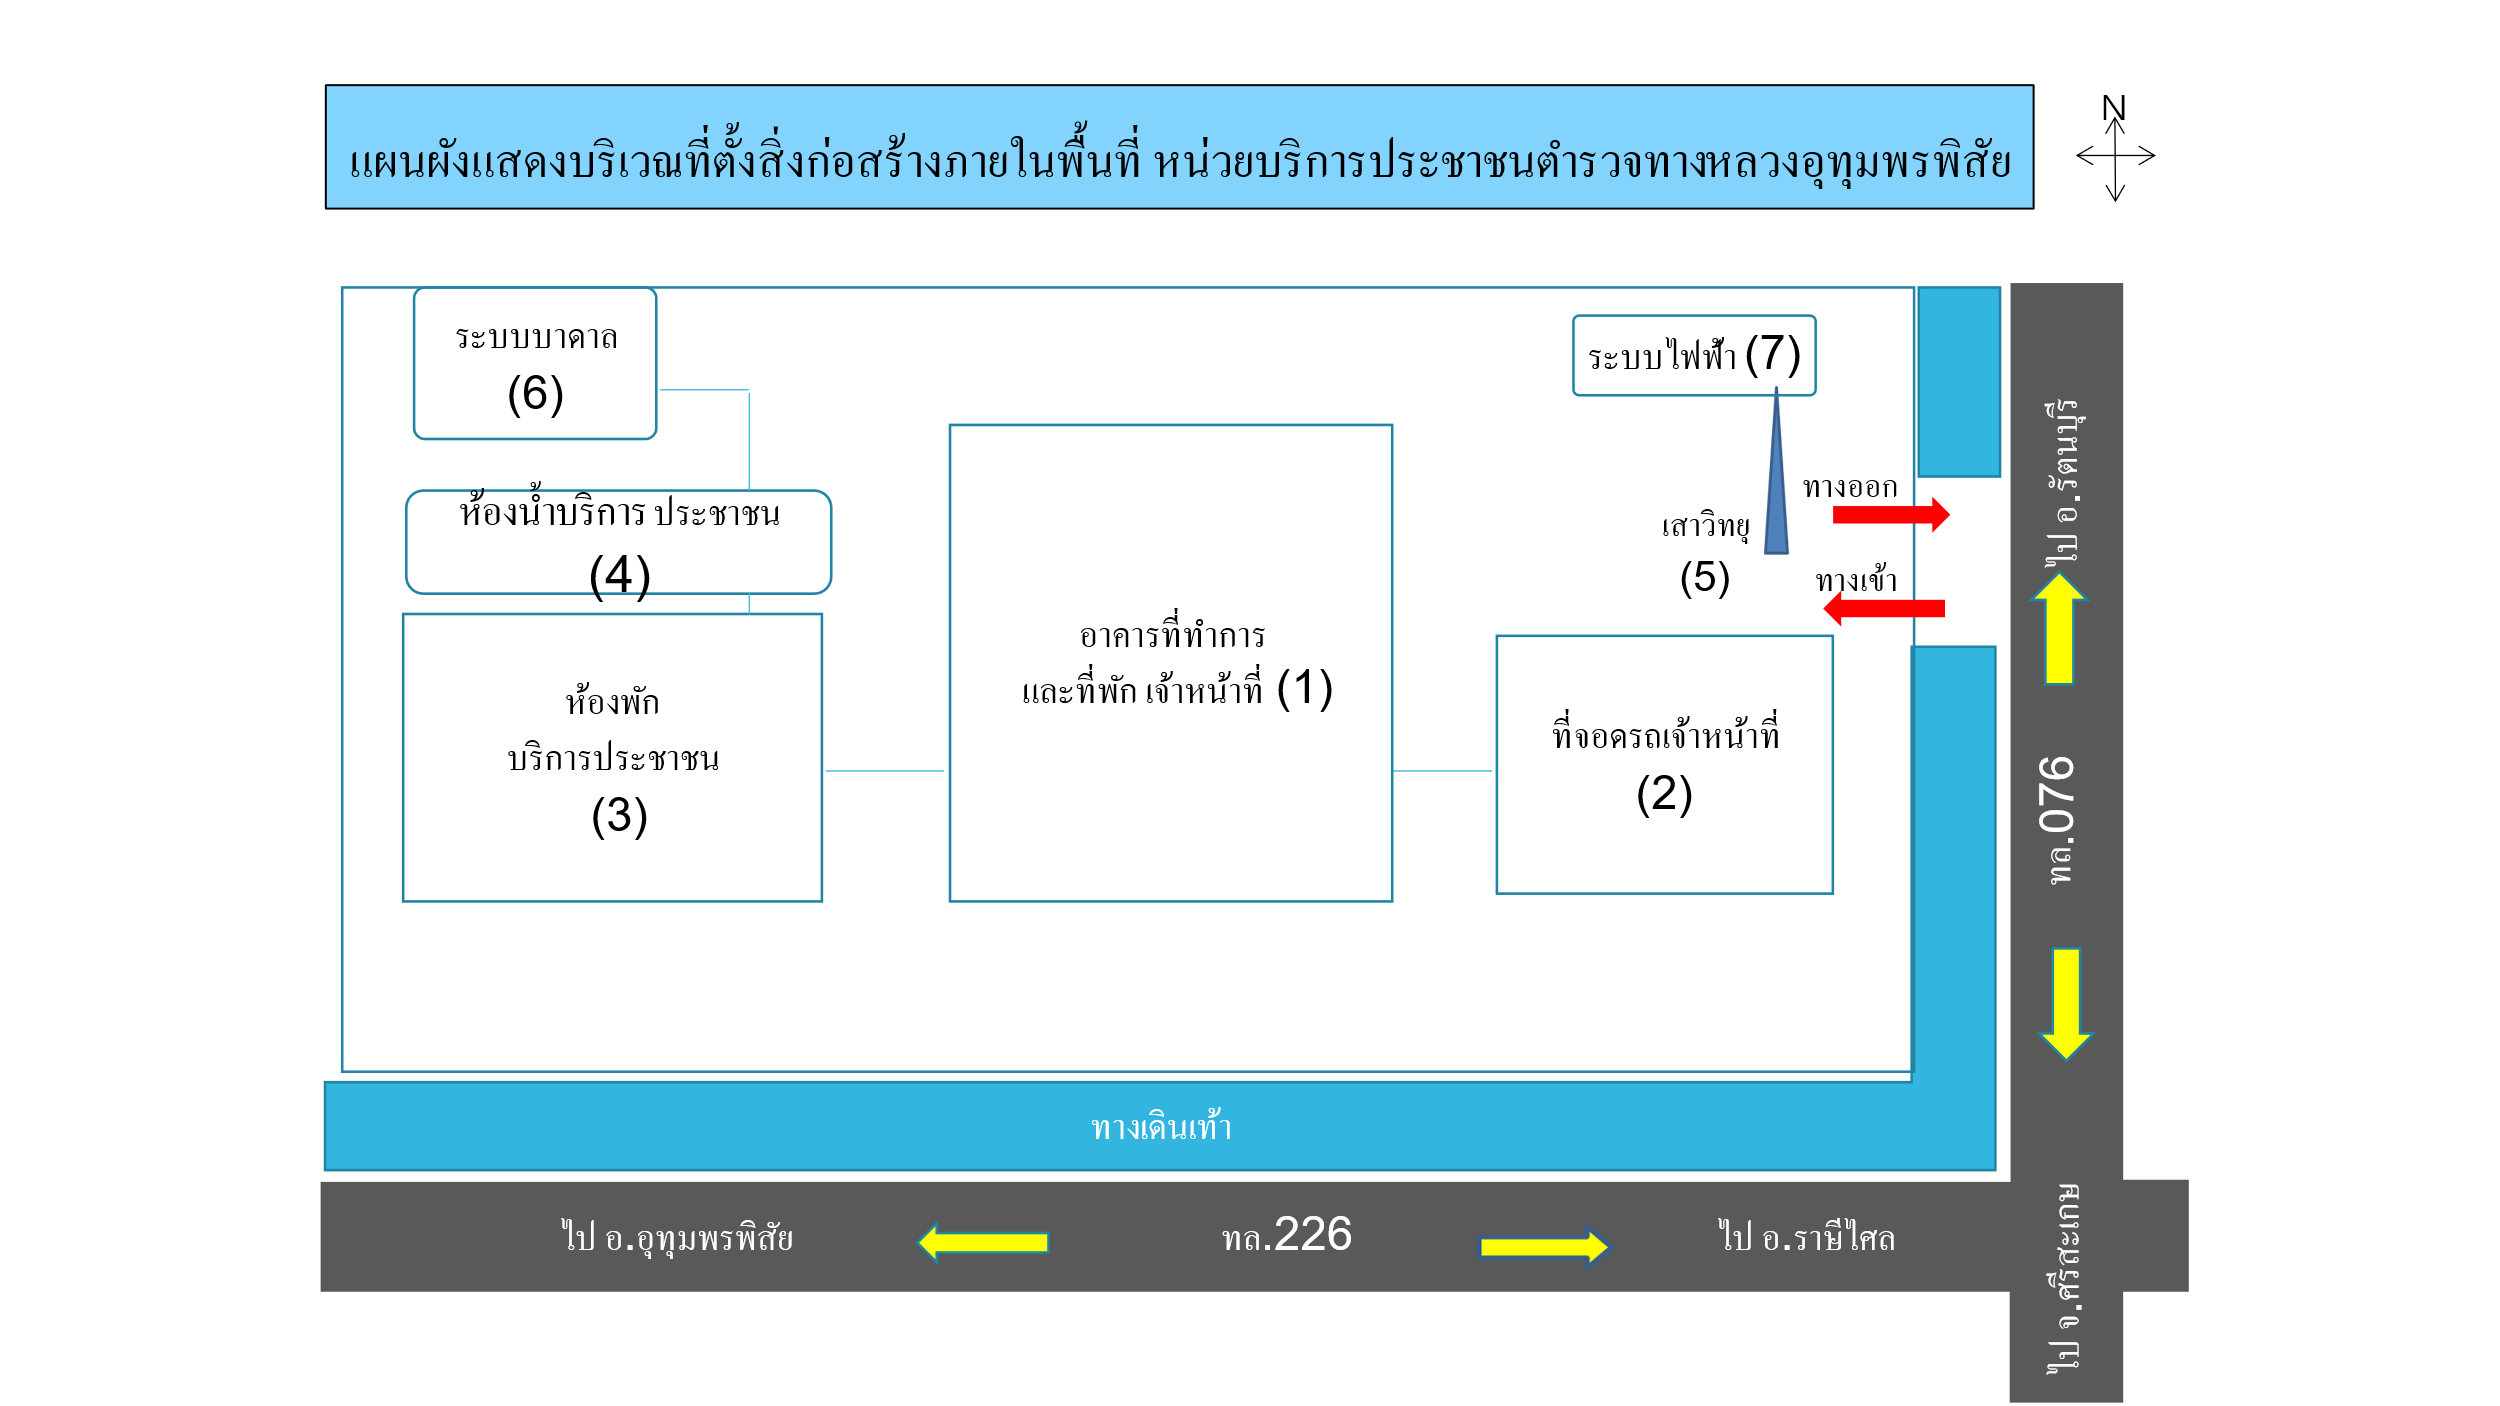 แผนผังแสดงบริเวณที่ตั้งสิ่งก่อสร้างภายในพื้นที่ หน่วยบริการประชาชนตำรวจทางหลวงอุทุมพรพิสัย
N
ระบบบาดาล
(6)
ระบบไฟฟ้า (7)
ห้องน้ำบริการ ประชาชน
(4)
ทางออก
เสาวิทยุ
(5)
ทางเข้า
อาคารที่ทำการ
และที่พัก เจ้าหน้าที่ (1)
ห้องพัก
บริการประชาชน
(3)
ที่จอดรถเจ้าหน้าที่
(2)
ไป อ.รัตนบุรี
ทล.076
ไป จ.ศรีสะเกษ
ทางเดินเท้า
ไป อ.อุทุมพรพิสัย
ทล.226
ไป อ.ราษีไศล